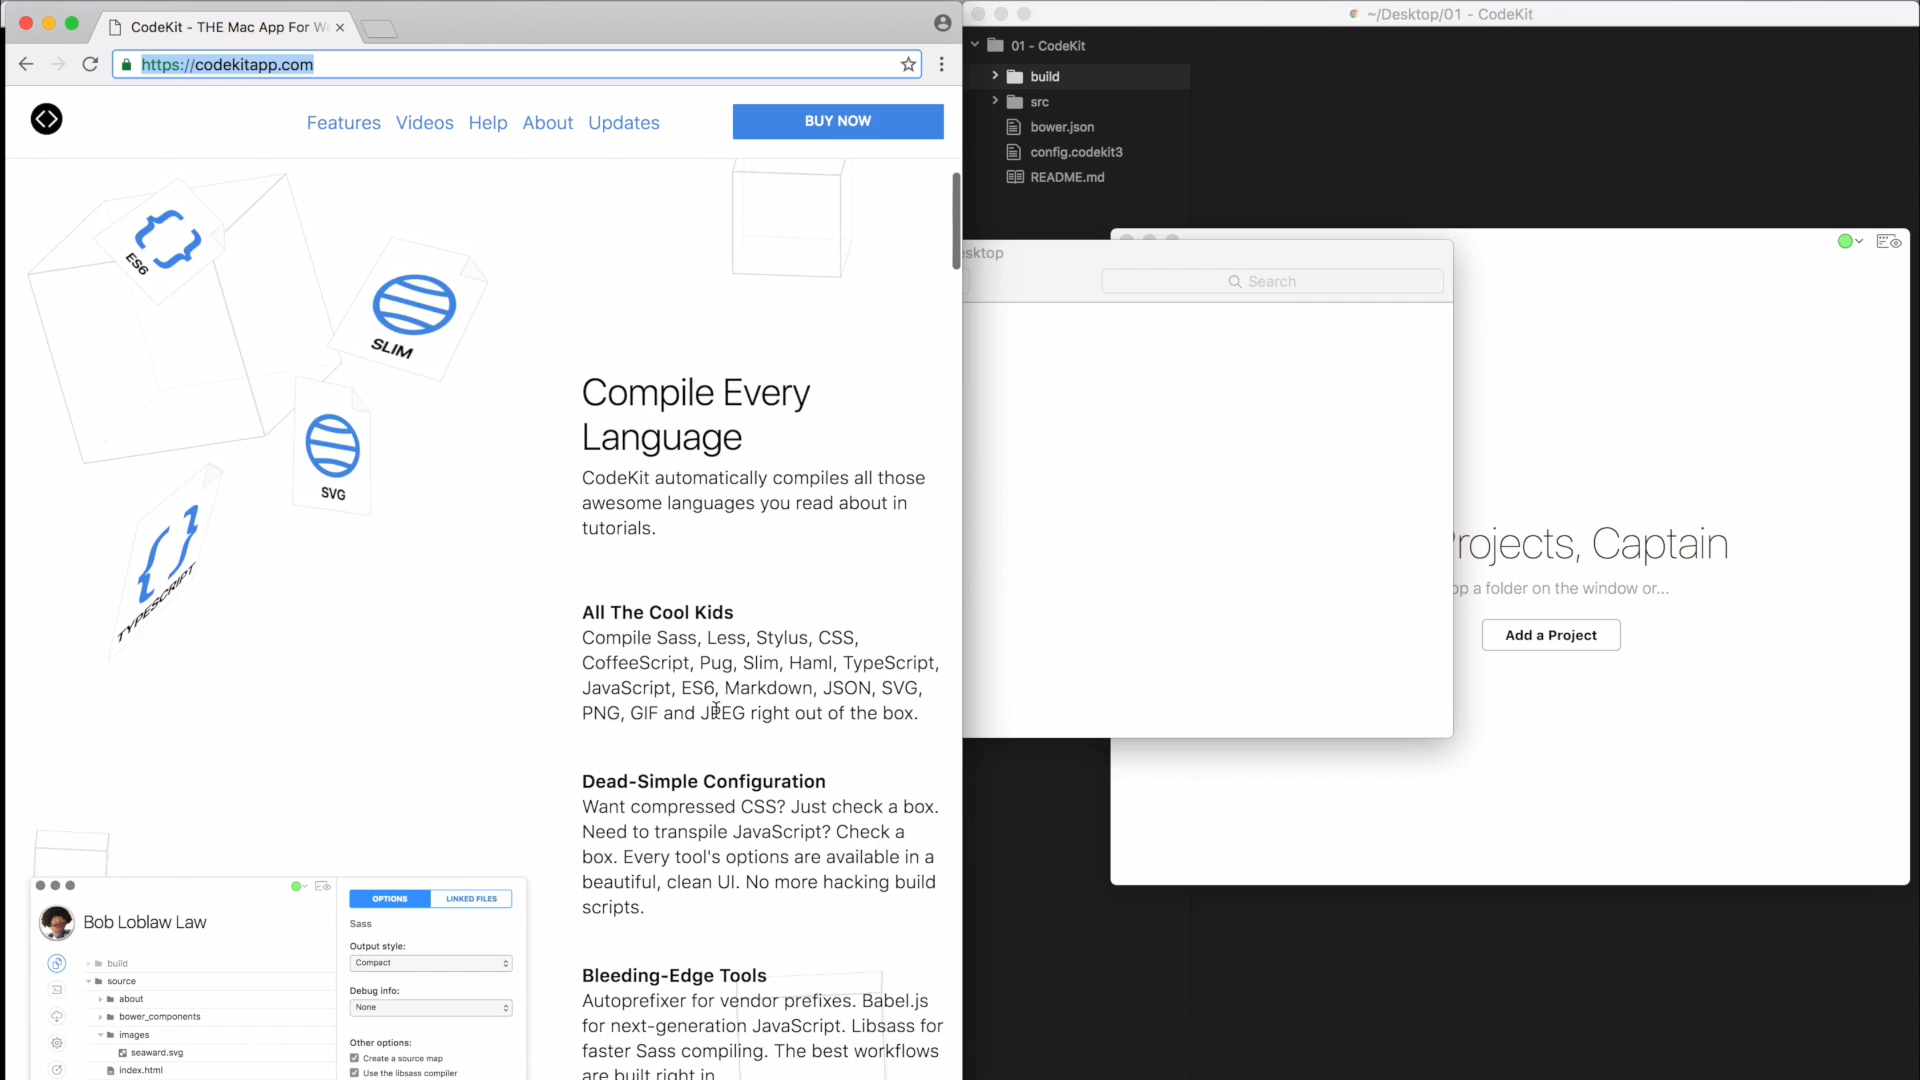 CodeKit - THE Mac App For W
https://codekitapp.com
Features Videos Help About Updates
BUY NOW
ES6
SLIM
SVG
TYPESCRIPT
Compile Every
Language
CodeKit automatically compiles all those
awesome languages you read about in
tutorials.
All The Cool Kids
Compile Sass, Less, Stylus, CSS,
CoffeeScript, Pug, Slim, Haml, TypeScript,
JavaScript, ES6, Markdown, JSON, SVG,
PNG, GIF and JPEG right out of the box.
Dead-Simple Configuration
Want compressed CSS? Just check a box.
Need to transpile JavaScript? Check a
box. Every tool's options are available in a
beautiful, clean UI. No more hacking build
scripts.
Bleeding-Edge Tools
Autoprefixer for vendor prefixes. Babel.js
for next-generation JavaScript. Libsass for
faster Sass compiling. The best workflows
are built right in.
Bob Loblaw Law
build
source
about
bower_components
images
seaward.svg
index.html
OPTIONS LINKED FILES
Sass
Output style:
Compact
Debug info:
None
Other options:
Create a source map
Use the libsass compiler
~/Desktop/01 - CodeKit
01 - CodeKit
build
src
bower.json
config.codekit3
README.md
esktop
Search
rojects, Captain
op a folder on the window or...
Add a Project